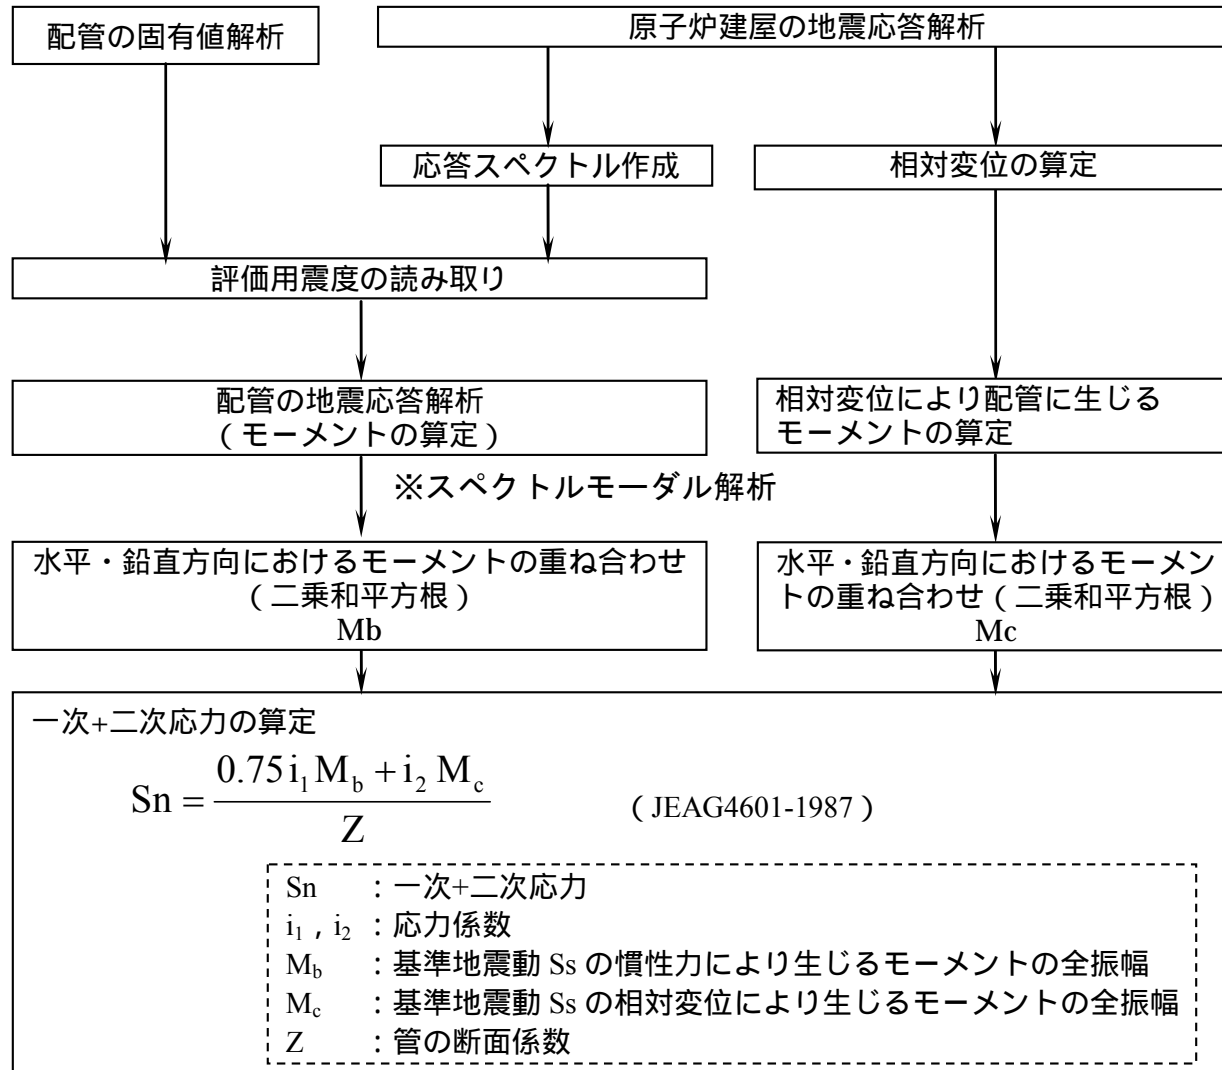 配管の固有値解析
原子炉建屋の地震応答解析
応答スペクトル作成
相対変位の算定
評価用震度の読み取り
配管の地震応答解析
（モーメントの算定）
相対変位により配管に生じる
モーメントの算定
※スペクトルモーダル解析
水平・鉛直方向におけるモーメントの重ね合わせ
（二乗和平方根）
Mb
水平・鉛直方向におけるモーメン
トの重ね合わせ（二乗和平方根）
Mc
一次+二次応力の算定
Sn = (0.75 i₁ M_b + i₂ M_c) / Z （JEAG4601-1987）
Sn ：一次+二次応力
i₁，i₂ ：応力係数
M_b ：基準地震動 Ss の慣性力により生じるモーメントの全振幅
M_c ：基準地震動 Ss の相対変位により生じるモーメントの全振幅
Z ：管の断面係数